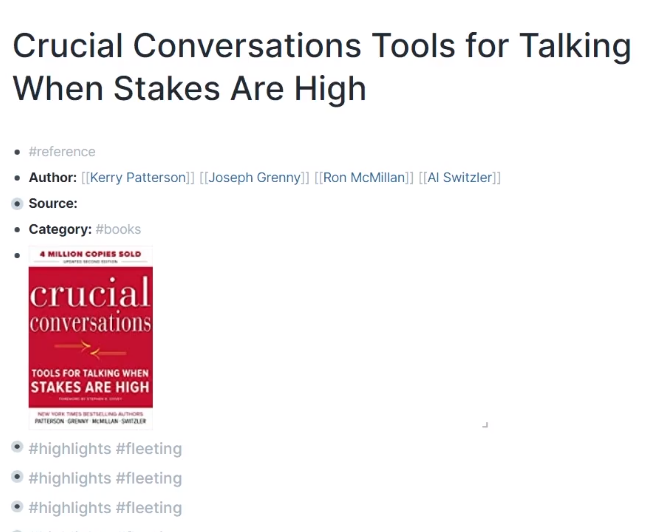 Crucial Conversations Tools for Talking
When Stakes Are High
#reference
Author: [[Kerry Patterson]] [[Joseph Grenny]] [[Ron McMillan]] [[Al Switzler]]
Source:
Category: #books
4 MILLION COPIES SOLD
UPDATED SECOND EDITION
crucial
conversations
TOOLS FOR TALKING WHEN
STAKES ARE HIGH
FOREWORD BY STEPHEN R. COVEY
NEW YORK TIMES BESTSELLING AUTHORS
PATTERSON · GRENNY · McMILLAN · SWITZLER
#highlights #fleeting
#highlights #fleeting
#highlights #fleeting